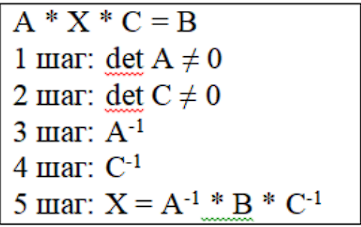 A * X * C = B
1 шаг: det A ≠ 0
2 шаг: det C ≠ 0
3 шаг: A⁻¹
4 шаг: C⁻¹
5 шаг: X = A⁻¹ * B * C⁻¹